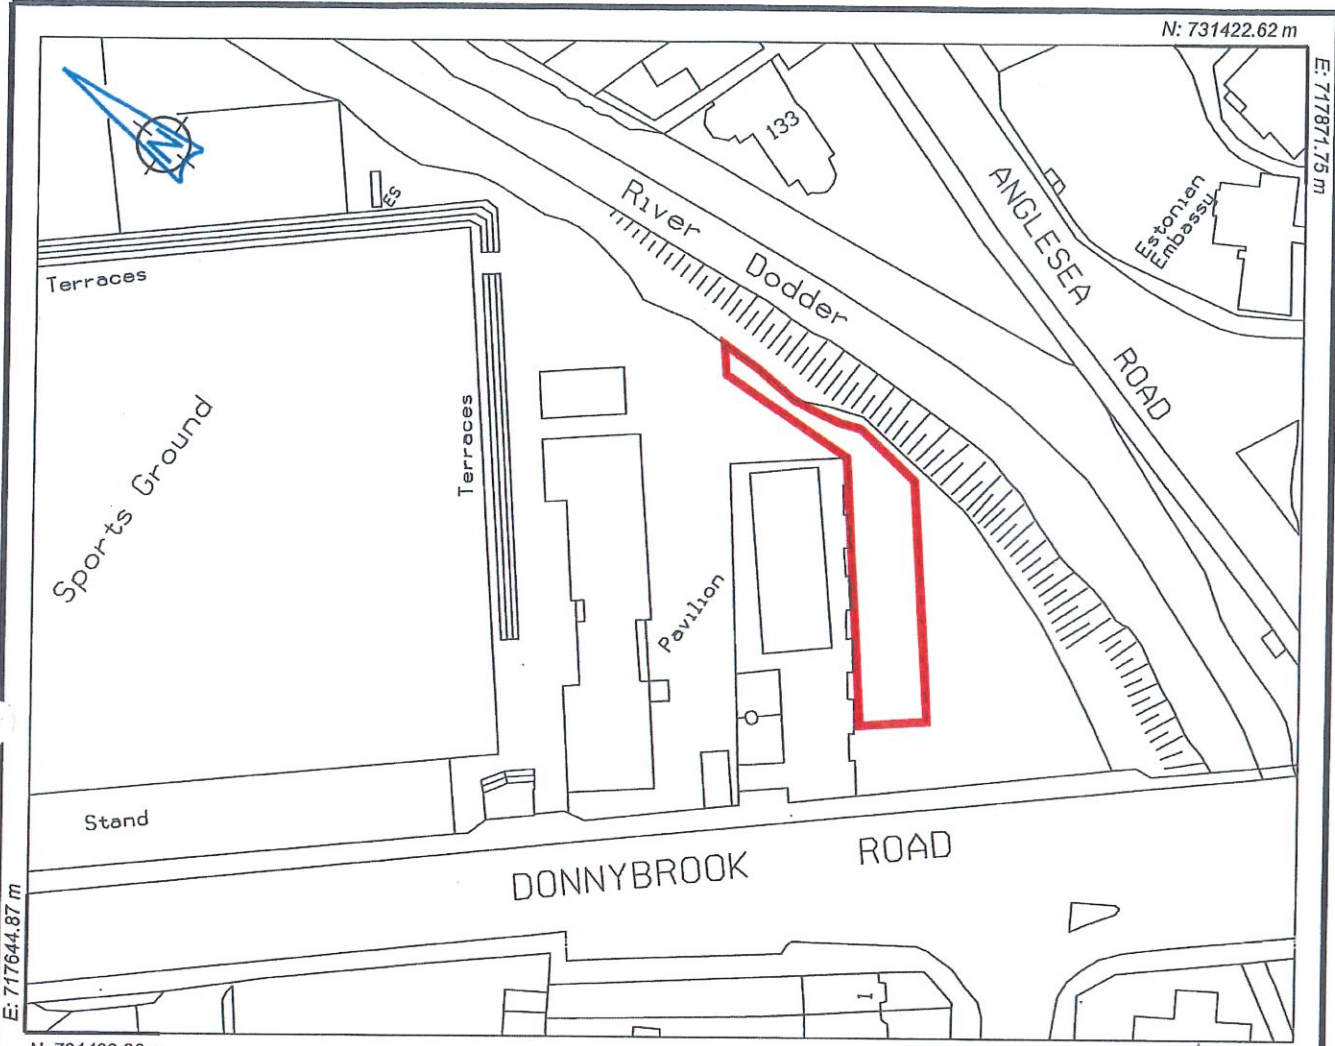 N: 731422.62 m
E: 717871.75 m
N
133
Es
River
Dodder
ANGLESEA
ROAD
Estonian
Embassy
Terraces
Terraces
Sports Ground
Pavilion
Stand
DONNYBROOK ROAD
1
E: 717644.87 m